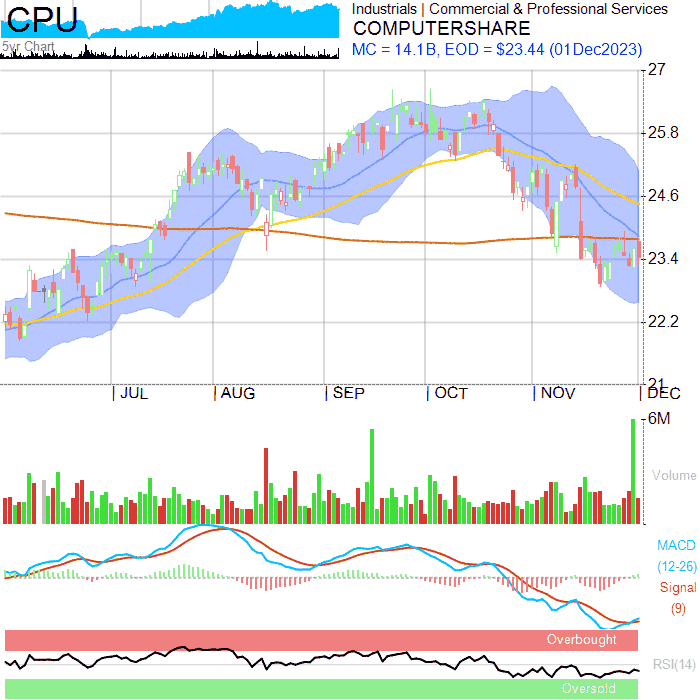 CPU
Industrials | Commercial & Professional Services
COMPUTERSHARE
5yr Chart
MC = 14.1B, EOD = $23.44 (01Dec2023)
27
25.8
24.6
23.4
22.2
21
JUL AUG SEP OCT NOV DEC
6M
Volume
MACD
(12-26)
Signal
(9)
Overbought
RSI(14)
Oversold